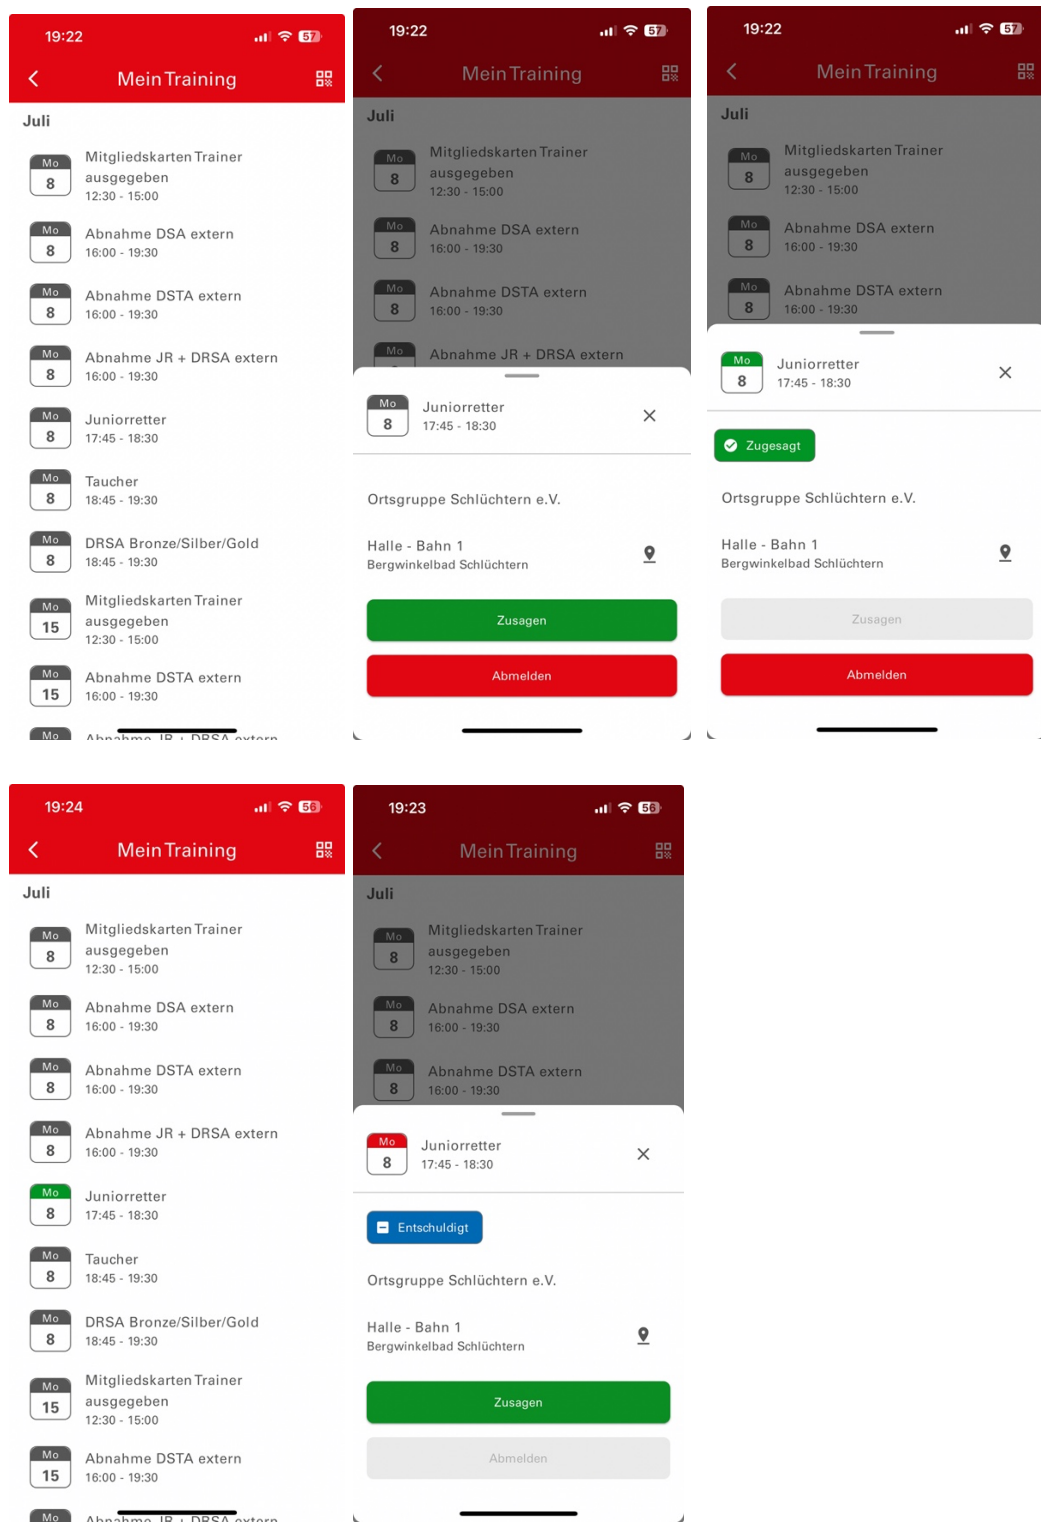 19:22
57
Mein Training
Juli
Mo
8
Mitgliedskarten Trainer
ausgegeben
12:30 - 15:00
Mo
8
Abnahme DSA extern
16:00 - 19:30
Mo
8
Abnahme DSTA extern
16:00 - 19:30
Mo
8
Abnahme JR + DRSA extern
16:00 - 19:30
Mo
8
Juniorretter
17:45 - 18:30
Mo
8
Taucher
18:45 - 19:30
Mo
8
DRSA Bronze/Silber/Gold
18:45 - 19:30
Mo
15
Mitgliedskarten Trainer
ausgegeben
12:30 - 15:00
Mo
15
Abnahme DSTA extern
16:00 - 19:30
Mo
Abnahme JR + DRSA extern
19:22
57
Mein Training
Juli
Mo
8
Mitgliedskarten Trainer
ausgegeben
12:30 - 15:00
Mo
8
Abnahme DSA extern
16:00 - 19:30
Mo
8
Abnahme DSTA extern
16:00 - 19:30
Mo
Abnahme JR + DRSA extern
Mo
8
Juniorretter
17:45 - 18:30
Ortsgruppe Schlüchtern e.V.
Halle - Bahn 1
Bergwinkelbad Schlüchtern
Zusagen
Abmelden
19:22
57
Mein Training
Juli
Mo
8
Mitgliedskarten Trainer
ausgegeben
12:30 - 15:00
Mo
8
Abnahme DSA extern
16:00 - 19:30
Mo
8
Abnahme DSTA extern
16:00 - 19:30
Mo
8
Juniorretter
17:45 - 18:30
Zugesagt
Ortsgruppe Schlüchtern e.V.
Halle - Bahn 1
Bergwinkelbad Schlüchtern
Zusagen
Abmelden
19:24
56
Mein Training
Juli
Mo
8
Mitgliedskarten Trainer
ausgegeben
12:30 - 15:00
Mo
8
Abnahme DSA extern
16:00 - 19:30
Mo
8
Abnahme DSTA extern
16:00 - 19:30
Mo
8
Abnahme JR + DRSA extern
16:00 - 19:30
Mo
8
Juniorretter
17:45 - 18:30
Mo
8
Taucher
18:45 - 19:30
Mo
8
DRSA Bronze/Silber/Gold
18:45 - 19:30
Mo
15
Mitgliedskarten Trainer
ausgegeben
12:30 - 15:00
Mo
15
Abnahme DSTA extern
16:00 - 19:30
Mo
Abnahme JR + DRSA extern
19:23
56
Mein Training
Juli
Mo
8
Mitgliedskarten Trainer
ausgegeben
12:30 - 15:00
Mo
8
Abnahme DSA extern
16:00 - 19:30
Mo
8
Abnahme DSTA extern
16:00 - 19:30
Mo
8
Juniorretter
17:45 - 18:30
Entschuldigt
Ortsgruppe Schlüchtern e.V.
Halle - Bahn 1
Bergwinkelbad Schlüchtern
Zusagen
Abmelden